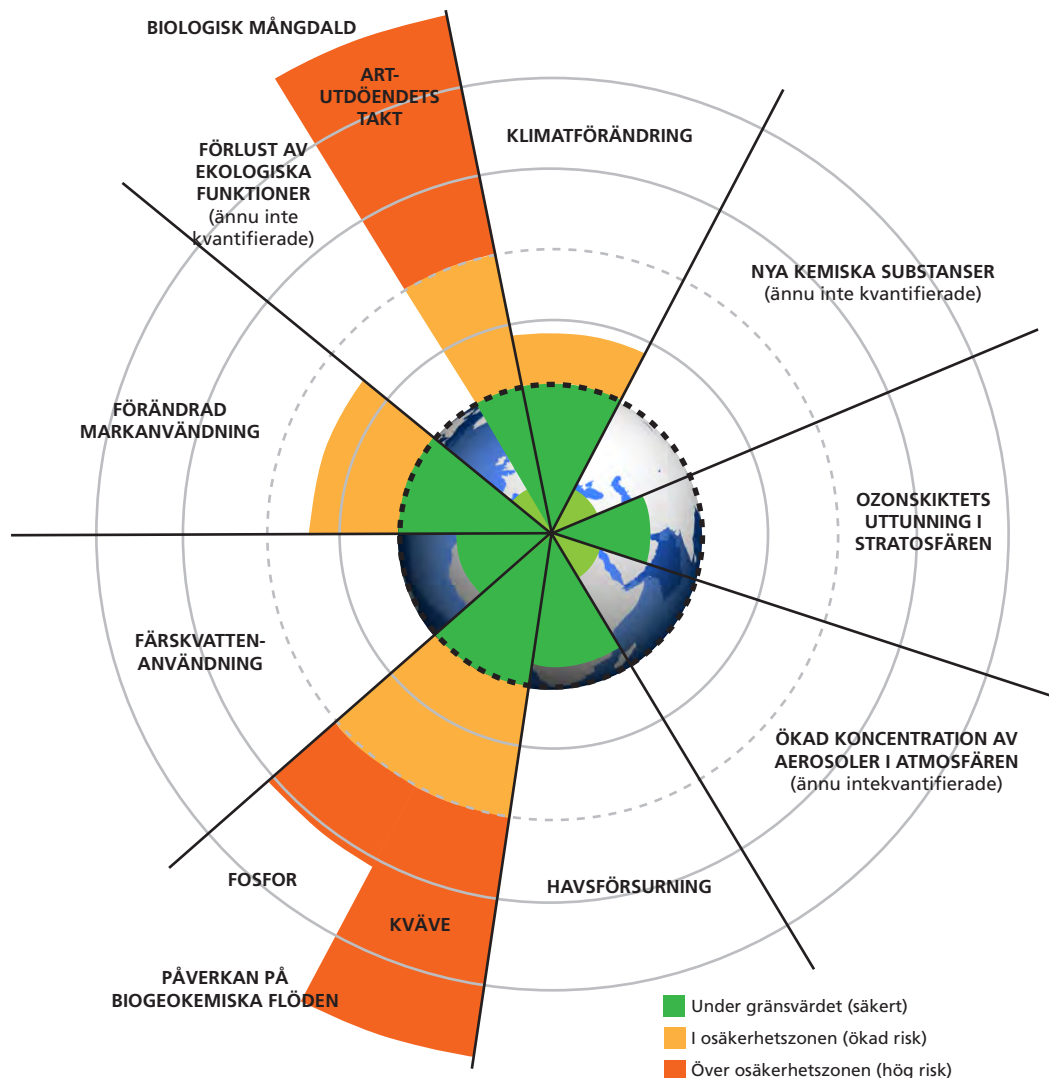 BIOLOGISK MÅNGDALD
ART-
UTDÖENDETS
TAKT
KLIMATFÖRÄNDRING
FÖRLUST AV
EKOLOGISKA
FUNKTIONER
(ännu inte
kvantifierade)
NYA KEMISKA SUBSTANSER
(ännu inte kvantifierade)
FÖRÄNDRAD
MARKANVÄNDNING
OZONSKIKTETS
UTTUNNING I
STRATOSFÄREN
FÄRSKVATTEN-
ANVÄNDNING
ÖKAD KONCENTRATION AV
AEROSOLER I ATMOSFÄREN
(ännu intekvantifierade)
FOSFOR
HAVSFÖRSURNING
KVÄVE
PÅVERKAN PÅ
BIOGEOKEMISKA FLÖDEN
Under gränsvärdet (säkert)
I osäkerhetszonen (ökad risk)
Över osäkerhetszonen (hög risk)